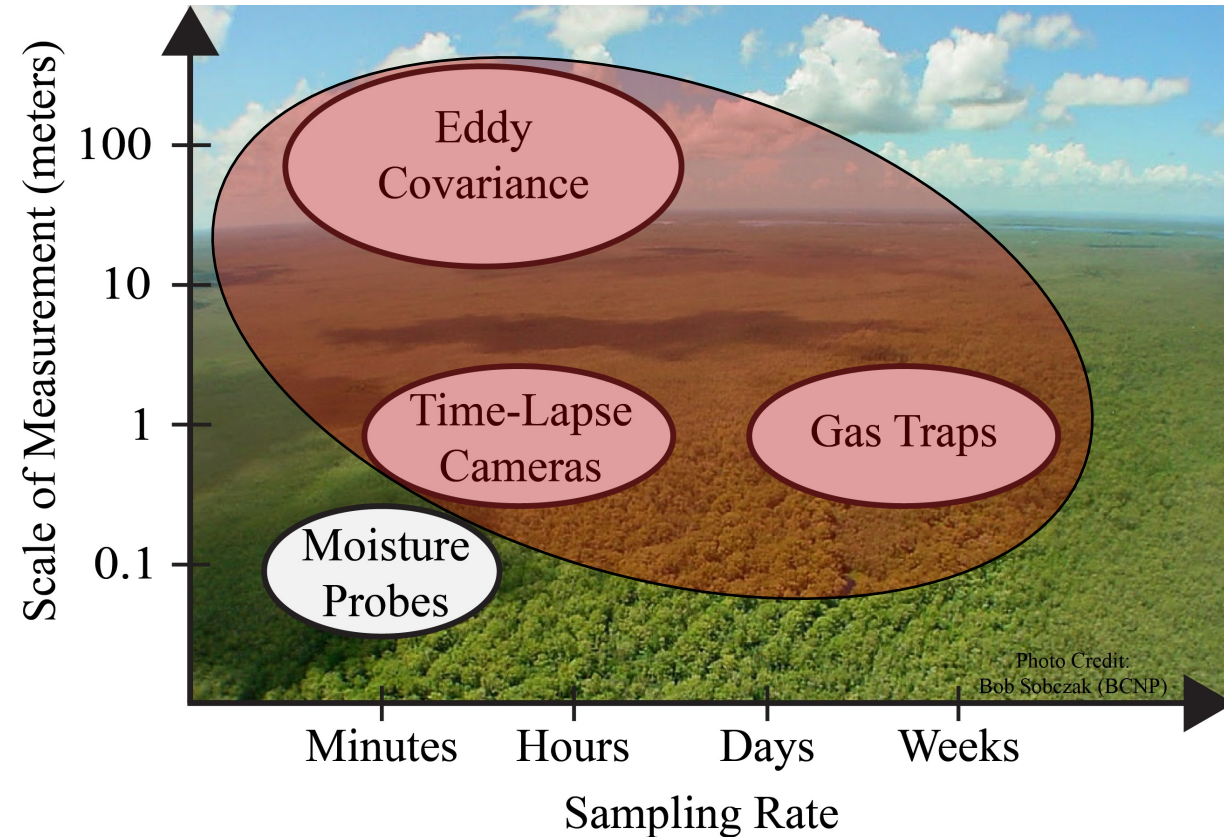 Scale of Measurement (meters)
100
10
1
0.1
Eddy
Covariance
Time-Lapse
Cameras
Gas Traps
Moisture
Probes
Photo Credit:
Bob Sobczak (BCNP)
Minutes
Hours
Days
Weeks
Sampling Rate